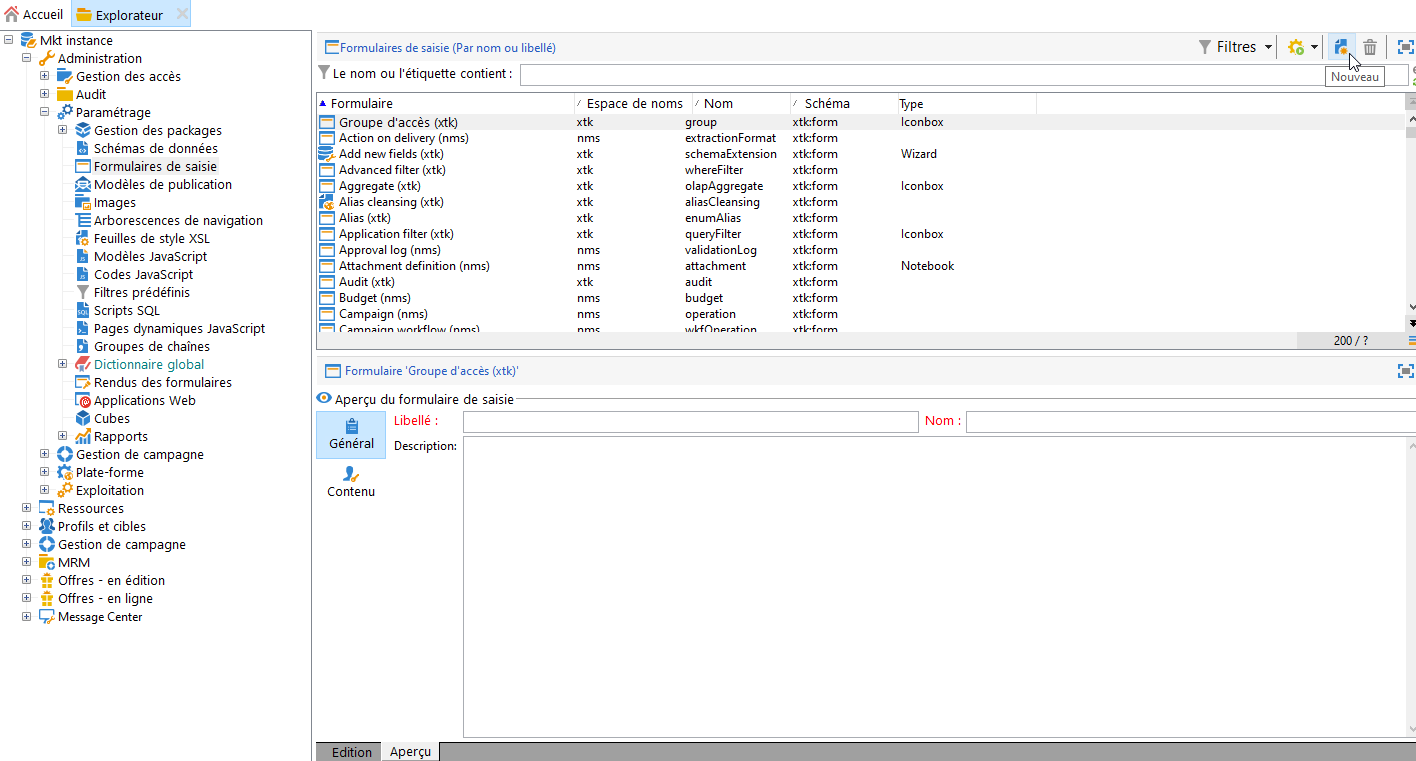 Accueil
Explorateur
Mkt instance
Administration
Gestion des accès
Audit
Paramétrage
Gestion des packages
Schémas de données
Formulaires de saisie
Modèles de publication
Images
Arborescences de navigation
Feuilles de style XSL
Modèles JavaScript
Codes JavaScript
Filtres prédéfinis
Scripts SQL
Pages dynamiques JavaScript
Groupes de chaînes
Dictionnaire global
Rendus des formulaires
Applications Web
Cubes
Rapports
Gestion de campagne
Plate-forme
Exploitation
Ressources
Profils et cibles
Gestion de campagne
MRM
Offres - en édition
Offres - en ligne
Message Center
Formulaires de saisie (Par nom ou libellé)
Filtres
Nouveau
Le nom ou l'étiquette contient :
Formulaire Espace de noms Nom Schéma Type
Groupe d'accès (xtk) xtk group xtk:form Iconbox
Action on delivery (nms) nms extractionFormat xtk:form
Add new fields (xtk) xtk schemaExtension xtk:form Wizard
Advanced filter (xtk) xtk whereFilter xtk:form
Aggregate (xtk) xtk olapAggregate xtk:form Iconbox
Alias cleansing (xtk) xtk aliasCleansing xtk:form
Alias (xtk) xtk enumAlias xtk:form
Application filter (xtk) xtk queryFilter xtk:form Iconbox
Approval log (nms) nms validationLog xtk:form
Attachment definition (nms) nms attachment xtk:form Notebook
Audit (xtk) xtk audit xtk:form
Budget (nms) nms budget xtk:form
Campaign (nms) nms operation xtk:form
Campaign workflow (nms) nms wkfOperation xtk:form
200 / ?
Formulaire 'Groupe d'accès (xtk)'
Aperçu du formulaire de saisie
Général
Contenu
Libellé : Nom :
Description:
Edition Aperçu